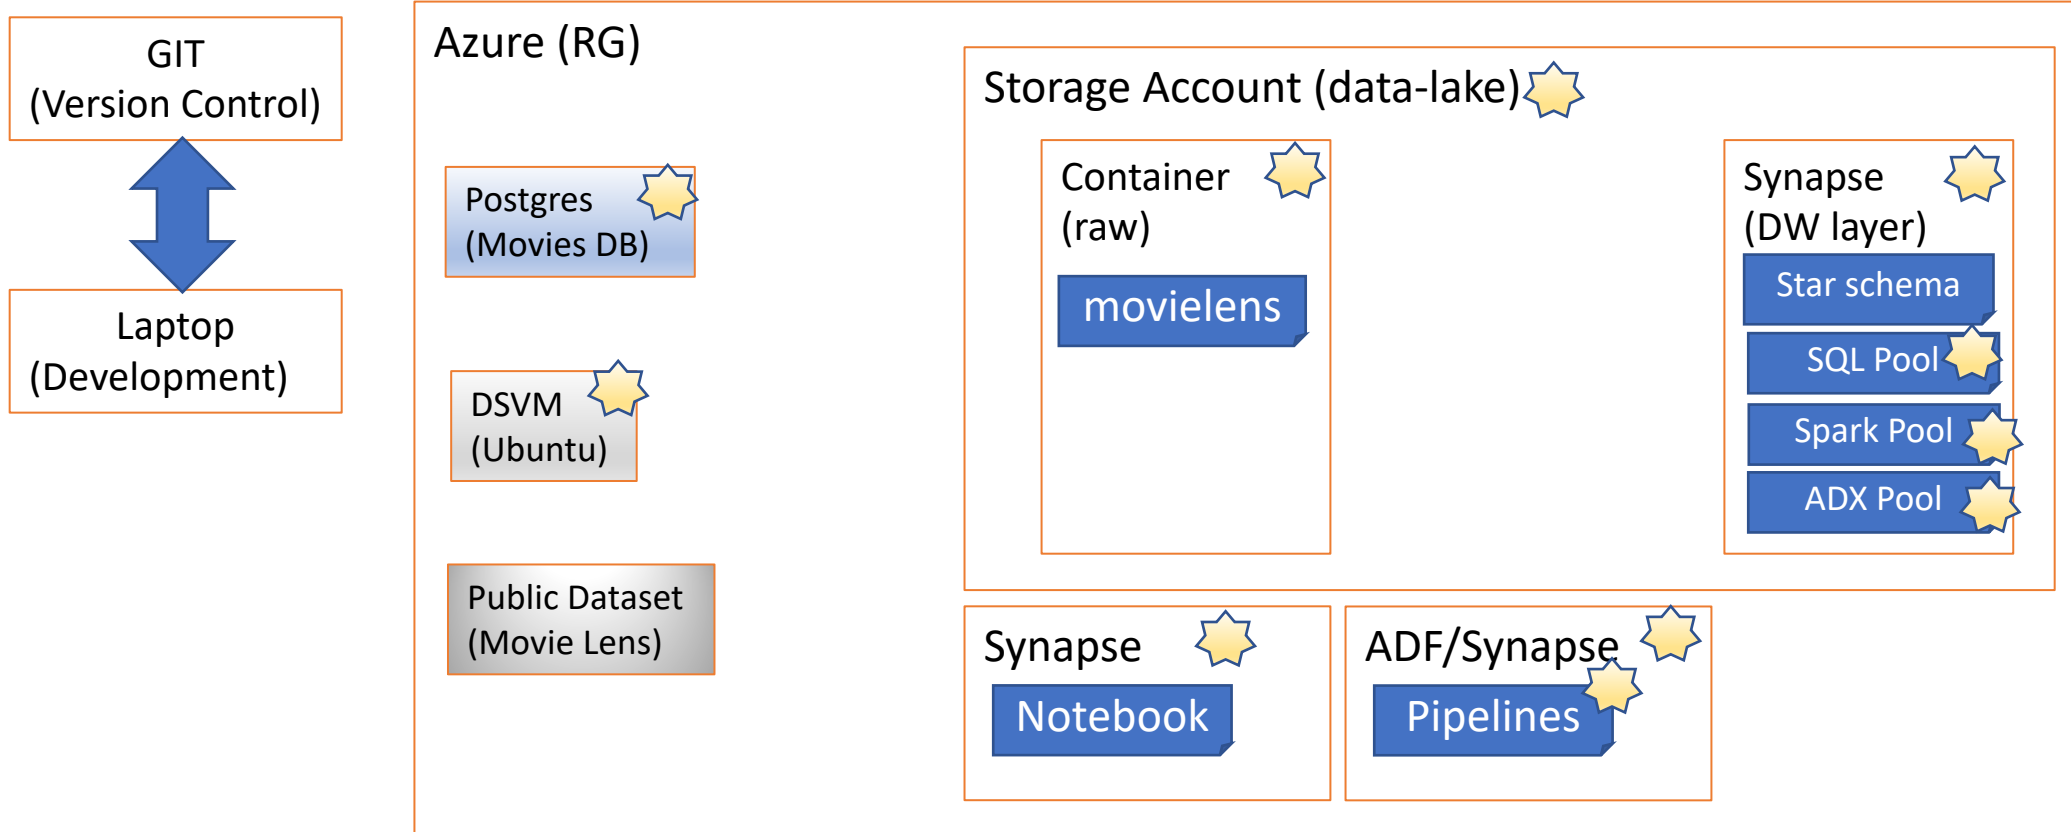 GIT
(Version Control)
Laptop
(Development)
Azure (RG)
Postgres
(Movies DB)
DSVM
(Ubuntu)
Public Dataset
(Movie Lens)
Storage Account (data-lake)
Container
(raw)
movielens
Synapse
(DW layer)
Star schema
SQL Pool
Spark Pool
ADX Pool
Synapse
Notebook
ADF/Synapse
Pipelines